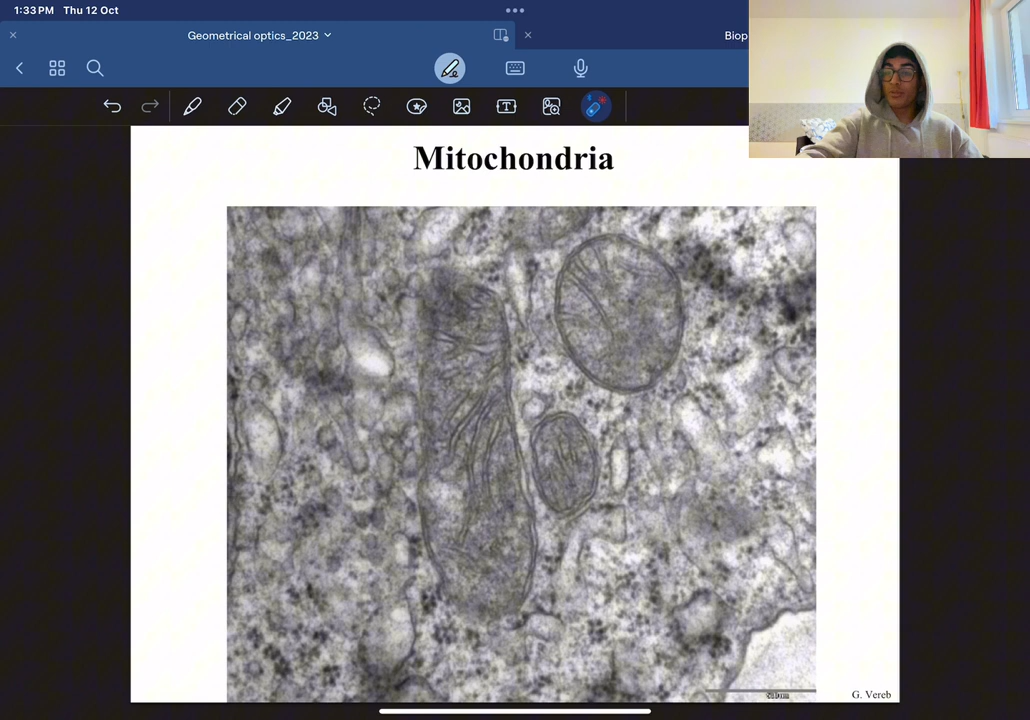 1:33 PM Thu 12 Oct
Geometrical optics_2023
Biop
Mitochondria
G. Vereb